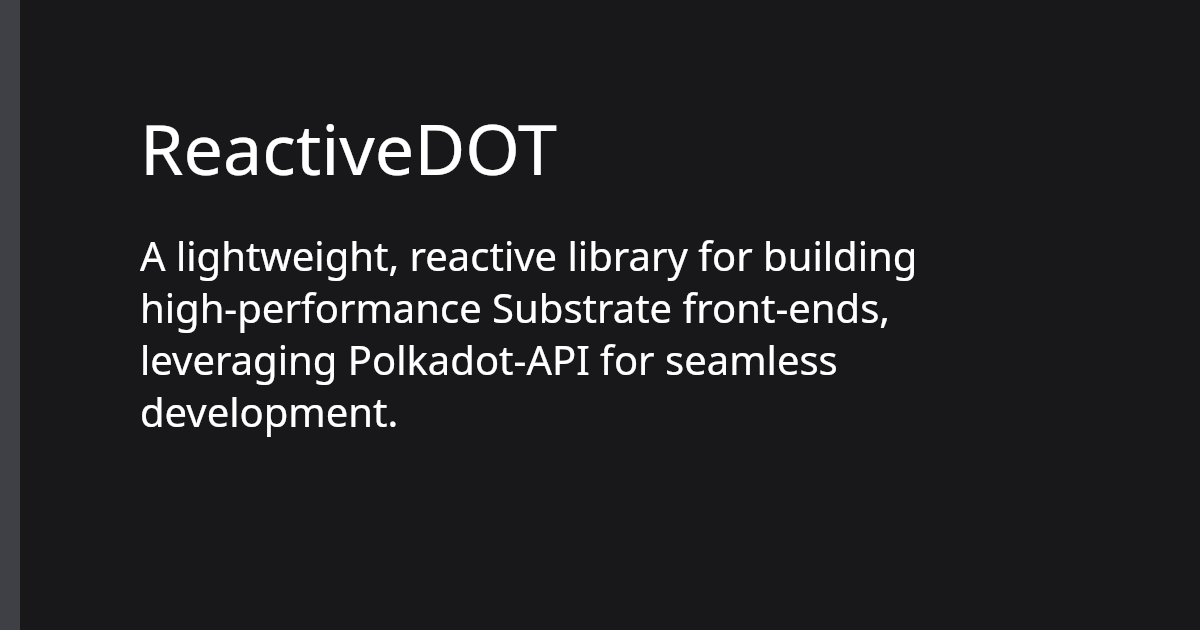 ReactiveDOT
A lightweight, reactive library for building
high-performance Substrate front-ends,
leveraging Polkadot-API for seamless
development.